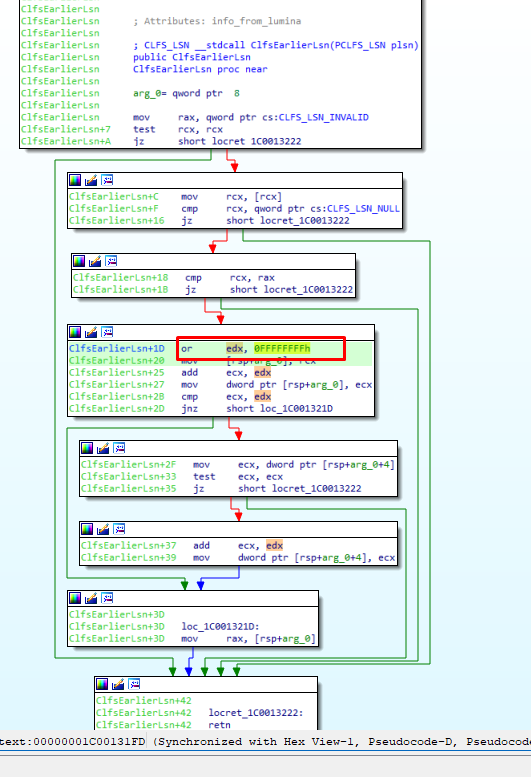 ClfsEarlierLsn
ClfsEarlierLsn
ClfsEarlierLsn ; Attributes: info_from_lumina
ClfsEarlierLsn
ClfsEarlierLsn ; CLFS_LSN __stdcall ClfsEarlierLsn(PCLFS_LSN plsn)
ClfsEarlierLsn public ClfsEarlierLsn
ClfsEarlierLsn ClfsEarlierLsn proc near
ClfsEarlierLsn
ClfsEarlierLsn arg_0= qword ptr 8
ClfsEarlierLsn
ClfsEarlierLsn mov rax, qword ptr cs:CLFS_LSN_INVALID
ClfsEarlierLsn+7 test rcx, rcx
ClfsEarlierLsn+A jz short locret_1C0013222
ClfsEarlierLsn+C mov rcx, [rcx]
ClfsEarlierLsn+F cmp rcx, qword ptr cs:CLFS_LSN_NULL
ClfsEarlierLsn+16 jz short locret_1C0013222
ClfsEarlierLsn+18 cmp rcx, rax
ClfsEarlierLsn+1B jz short locret_1C0013222
ClfsEarlierLsn+1D or edx, 0FFFFFFFFh
ClfsEarlierLsn+20 mov [rsp+arg_0], rcx
ClfsEarlierLsn+25 add ecx, edx
ClfsEarlierLsn+27 mov dword ptr [rsp+arg_0], ecx
ClfsEarlierLsn+2B cmp ecx, edx
ClfsEarlierLsn+2D jnz short loc_1C001321D
ClfsEarlierLsn+2F mov ecx, dword ptr [rsp+arg_0+4]
ClfsEarlierLsn+33 test ecx, ecx
ClfsEarlierLsn+35 jz short locret_1C0013222
ClfsEarlierLsn+37 add ecx, edx
ClfsEarlierLsn+39 mov dword ptr [rsp+arg_0+4], ecx
ClfsEarlierLsn+3D
ClfsEarlierLsn+3D loc_1C001321D:
ClfsEarlierLsn+3D mov rax, [rsp+arg_0]
ClfsEarlierLsn+42
ClfsEarlierLsn+42 locret_1C0013222:
ClfsEarlierLsn+42 retn
text:00000001C00131FD (Synchronized with Hex View-1, Pseudocode-D, Pseudocod